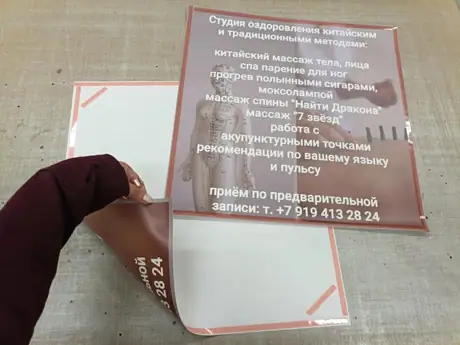 Студия оздоровления китайским
и традиционными методами:
китайский массаж тела, лица
спа парение для ног
прогрев полынными сигарами,
моксолампой
массаж спины "Найти Дракона"
массаж "7 звёзд"
работа с
акупунктурными точками
рекомендации по вашему языку
и пульсу
приём по предварительной
записи: т. +7 919 413 28 24
ьной
3 28 24